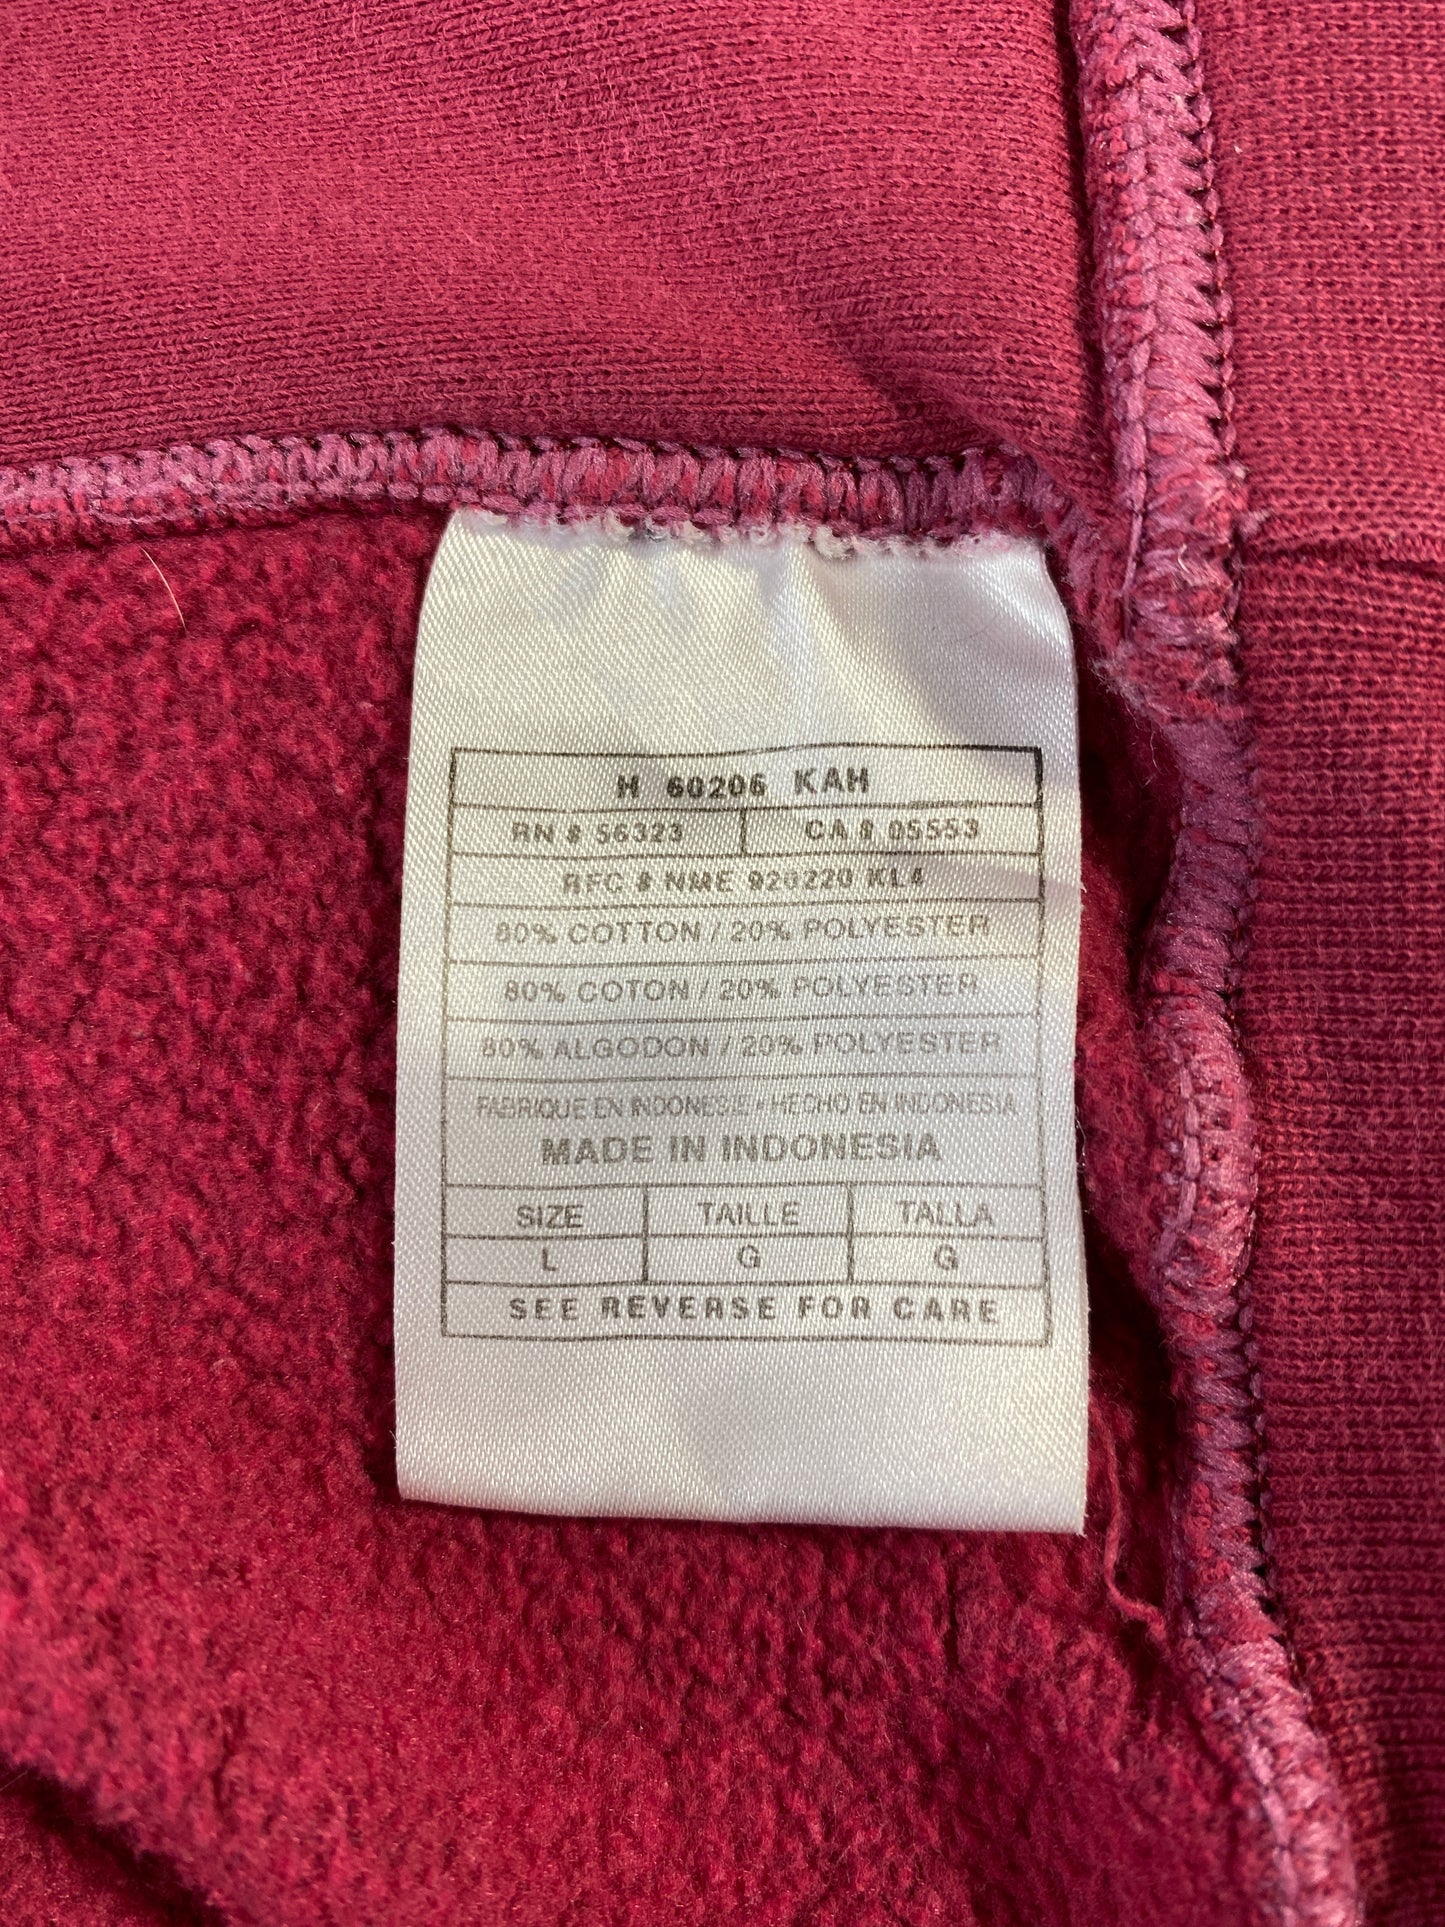 H 60206 KAH
RN # 56323 CA # 05553
RFC # NME 920220 KL4
80% COTTON / 20% POLYESTER
80% COTON / 20% POLYESTER
80% ALGODON / 20% POLYESTER
FABRIQUE EN INDONESIE / HECHO EN INDONESIA
MADE IN INDONESIA
SIZE TAILLE TALLA
L G G
SEE REVERSE FOR CARE